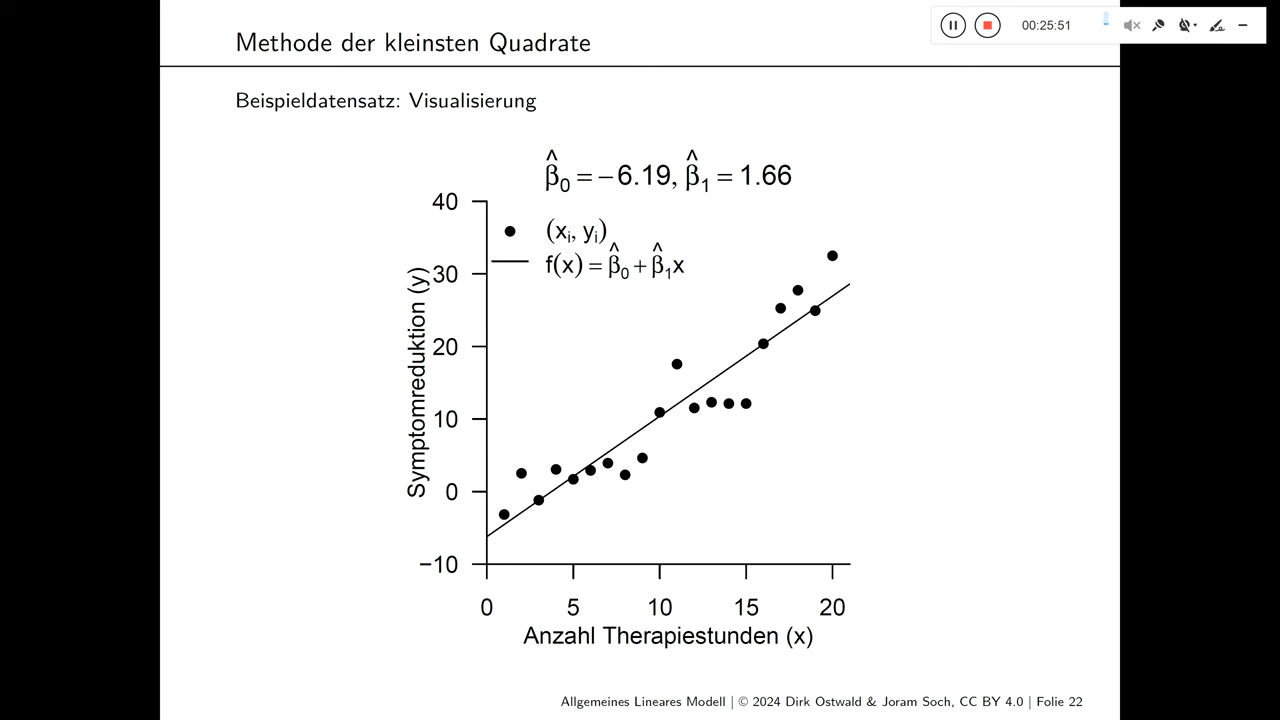 00:25:51
Methode der kleinsten Quadrate
Beispieldatensatz: Visualisierung
β̂₀ = −6.19, β̂₁ = 1.66
(xᵢ, yᵢ)
f(x) = β̂₀ + β̂₁x
Symptomreduktion (y)
40
30
20
10
0
−10
0 5 10 15 20
Anzahl Therapiestunden (x)
Allgemeines Lineares Modell | © 2024 Dirk Ostwald & Joram Soch, CC BY 4.0 | Folie 22